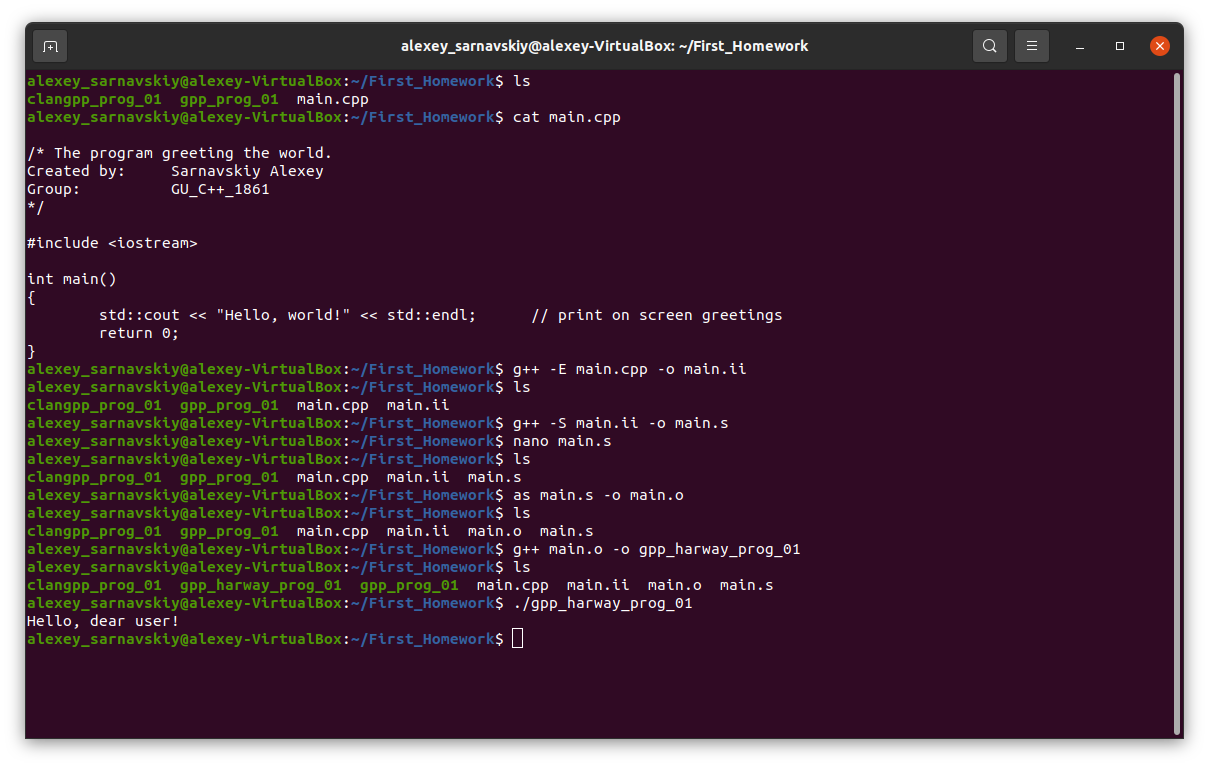 alexey_sarnavskiy@alexey-VirtualBox: ~/First_Homework
alexey_sarnavskiy@alexey-VirtualBox:~/First_Homework$ ls
clangpp_prog_01  gpp_prog_01  main.cpp
alexey_sarnavskiy@alexey-VirtualBox:~/First_Homework$ cat main.cpp
/* The program greeting the world.
Created by:     Sarnavskiy Alexey
Group:          GU_C++_1861
*/
#include <iostream>
int main()
{
        std::cout << "Hello, world!" << std::endl;      // print on screen greetings
        return 0;
}
alexey_sarnavskiy@alexey-VirtualBox:~/First_Homework$ g++ -E main.cpp -o main.ii
alexey_sarnavskiy@alexey-VirtualBox:~/First_Homework$ ls
clangpp_prog_01  gpp_prog_01  main.cpp  main.ii
alexey_sarnavskiy@alexey-VirtualBox:~/First_Homework$ g++ -S main.ii -o main.s
alexey_sarnavskiy@alexey-VirtualBox:~/First_Homework$ nano main.s
alexey_sarnavskiy@alexey-VirtualBox:~/First_Homework$ ls
clangpp_prog_01  gpp_prog_01  main.cpp  main.ii  main.s
alexey_sarnavskiy@alexey-VirtualBox:~/First_Homework$ as main.s -o main.o
alexey_sarnavskiy@alexey-VirtualBox:~/First_Homework$ ls
clangpp_prog_01  gpp_prog_01  main.cpp  main.ii  main.o  main.s
alexey_sarnavskiy@alexey-VirtualBox:~/First_Homework$ g++ main.o -o gpp_harway_prog_01
alexey_sarnavskiy@alexey-VirtualBox:~/First_Homework$ ls
clangpp_prog_01  gpp_harway_prog_01  gpp_prog_01  main.cpp  main.ii  main.o  main.s
alexey_sarnavskiy@alexey-VirtualBox:~/First_Homework$ ./gpp_harway_prog_01
Hello, dear user!
alexey_sarnavskiy@alexey-VirtualBox:~/First_Homework$